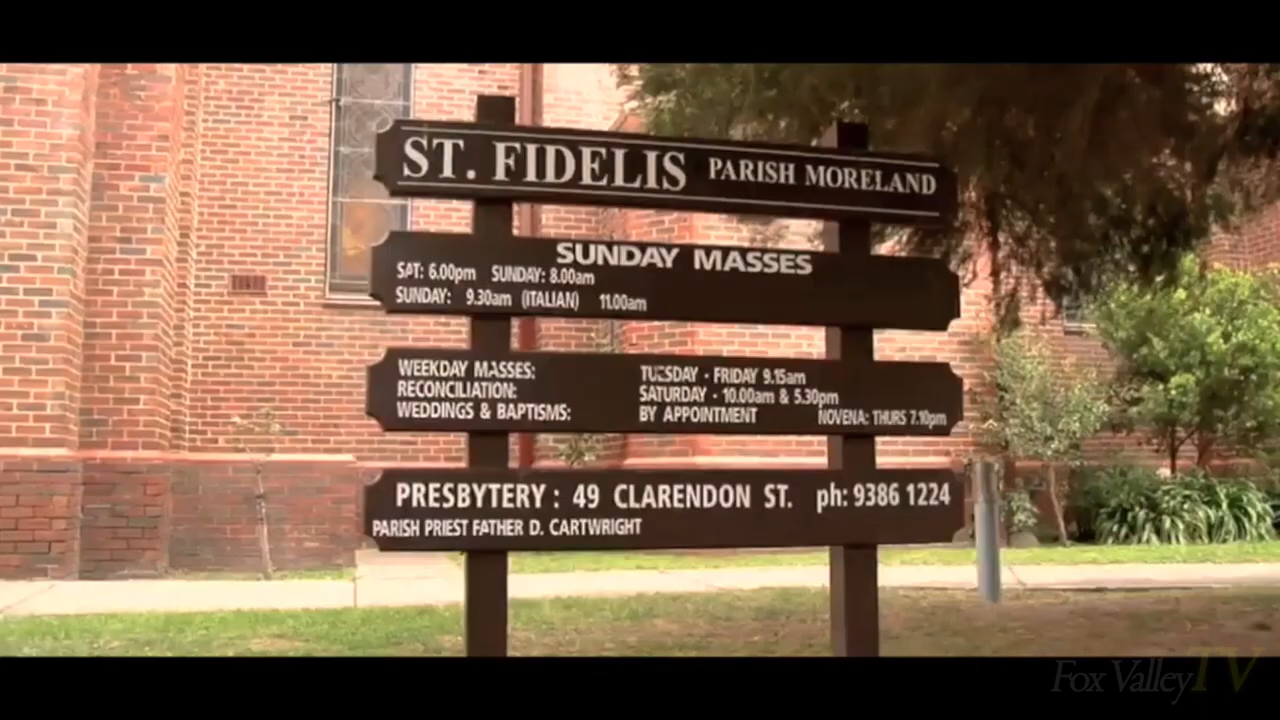 ST. FIDELIS PARISH MORELAND
SUNDAY MASSES
SAT: 6.00pm SUNDAY: 8.00am
SUNDAY: 9.30am (ITALIAN) 11.00am
WEEKDAY MASSES: TUESDAY - FRIDAY 9.15am
RECONCILIATION: SATURDAY - 10.00am & 5.30pm
WEDDINGS & BAPTISMS: BY APPOINTMENT NOVENA: THURS 7.10pm
PRESBYTERY: 49 CLARENDON ST. ph: 9386 1224
PARISH PRIEST FATHER D. CARTWRIGHT
Fox Valley TV